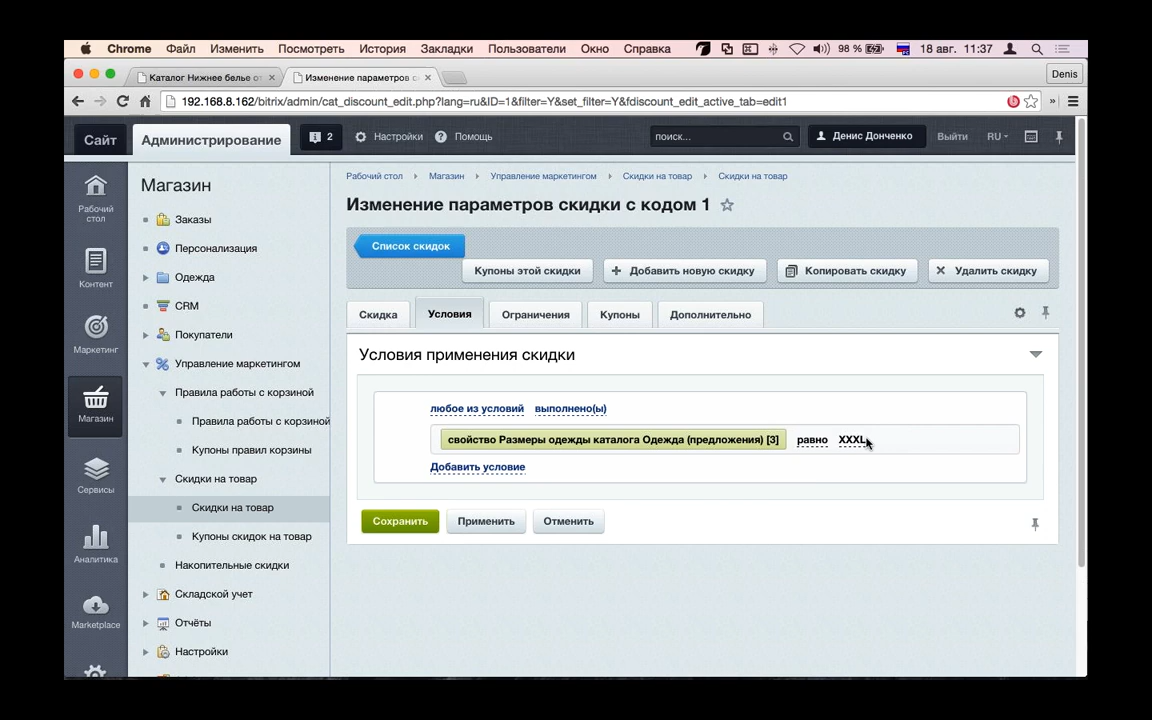 Chrome Файл Изменить Посмотреть История Закладки Пользователи Окно Справка 98 % 18 авг. 11:37
Каталог Нижнее белье от Изменение параметров с Denis
192.168.8.162/bitrix/admin/cat_discount_edit.php?lang=ru&ID=1&filter=Y&set_filter=Y&fdiscount_edit_active_tab=edit1 »
Сайт Администрирование 2 Настройки Помощь поиск... Денис Донченко Выйти RU
Рабочий стол
Контент
Маркетинг
Магазин
Сервисы
Аналитика
Marketplace
Магазин
Заказы
Персонализация
Одежда
CRM
Покупатели
Управление маркетингом
Правила работы с корзиной
Правила работы с корзиной
Купоны правил корзины
Скидки на товар
Скидки на товар
Купоны скидок на товар
Накопительные скидки
Складской учет
Отчёты
Настройки
Рабочий стол Магазин Управление маркетингом Скидки на товар Скидки на товар
Изменение параметров скидки с кодом 1
Список скидок
Купоны этой скидки Добавить новую скидку Копировать скидку Удалить скидку
Скидка Условия Ограничения Купоны Дополнительно
Условия применения скидки
любое из условий выполнено(ы)
свойство Размеры одежды каталога Одежда (предложения) [3] равно XXXL
Добавить условие
Сохранить Применить Отменить